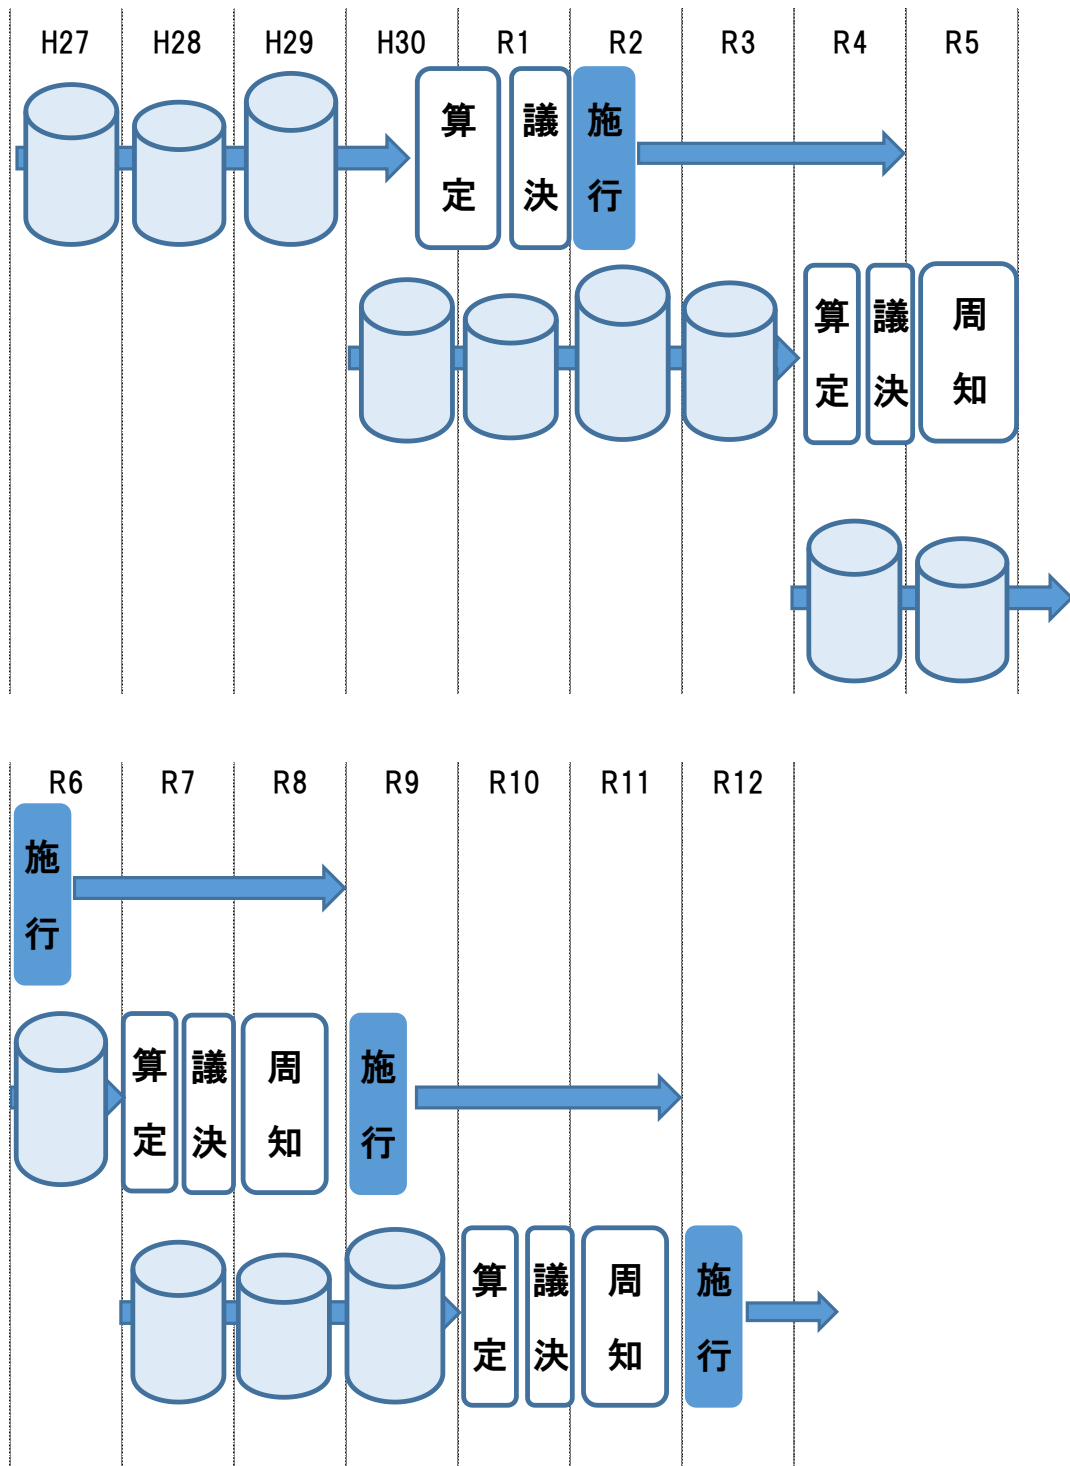 H27 H28 H29 H30 R1 R2 R3 R4 R5
算定 議決 施行
算定 議決 周知
R6 R7 R8 R9 R10 R11 R12
施行
算定 議決 周知 施行
算定 議決 周知 施行